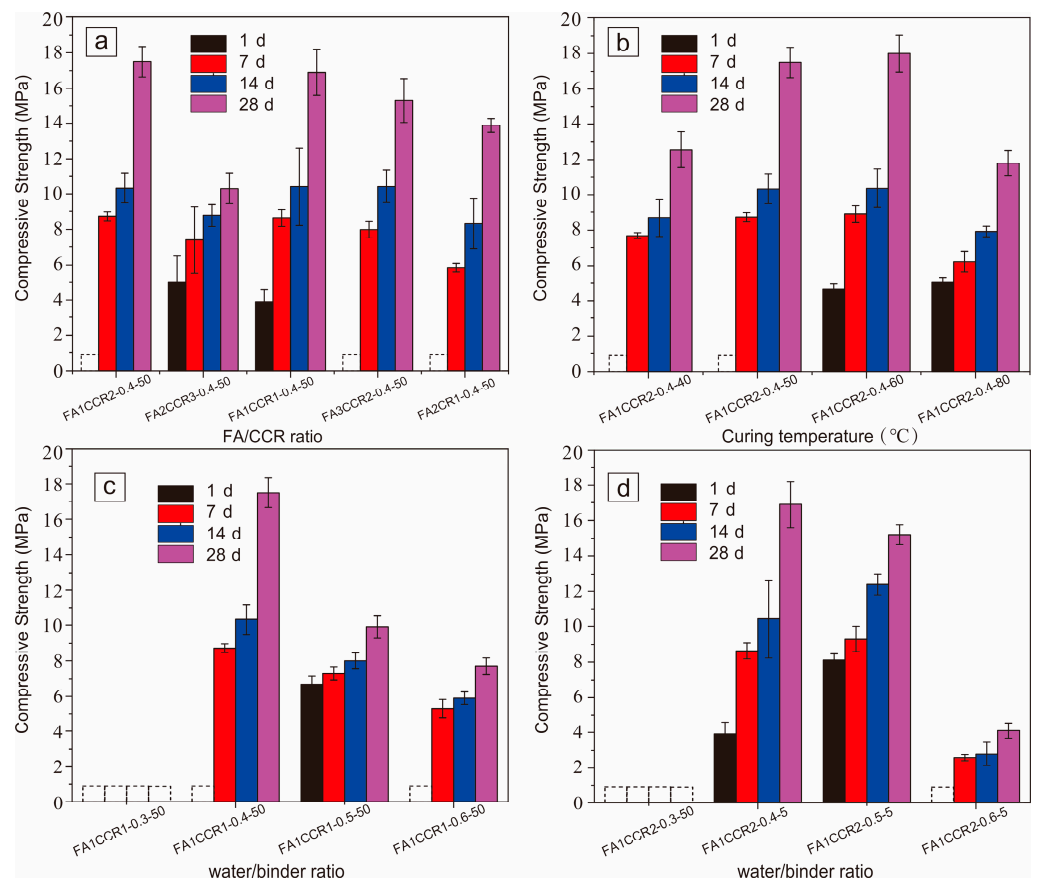 a
1 d
7 d
14 d
28 d
Compressive Strength (MPa)
20
18
16
14
12
10
8
6
4
2
0
FA1CCR2-0.4-50
FA2CCR3-0.4-50
FA1CCR1-0.4-50
FA3CCR2-0.4-50
FA2CR1-0.4-50
FA/CCR ratio
b
1 d
7 d
14 d
28 d
Compressive Strength (MPa)
20
18
16
14
12
10
8
6
4
2
0
FA1CCR2-0.4-40
FA1CCR2-0.4-50
FA1CCR2-0.4-60
FA1CCR2-0.4-80
Curing temperature (℃)
c
1 d
7 d
14 d
28 d
Compressive Strength (MPa)
20
18
16
14
12
10
8
6
4
2
0
FA1CCR1-0.3-50
FA1CCR1-0.4-50
FA1CCR1-0.5-50
FA1CCR1-0.6-50
water/binder ratio
d
1 d
7 d
14 d
28 d
Compressive Strength (MPa)
20
18
16
14
12
10
8
6
4
2
0
FA1CCR2-0.3-50
FA1CCR2-0.4-5
FA1CCR2-0.5-5
FA1CCR2-0.6-5
water/binder ratio